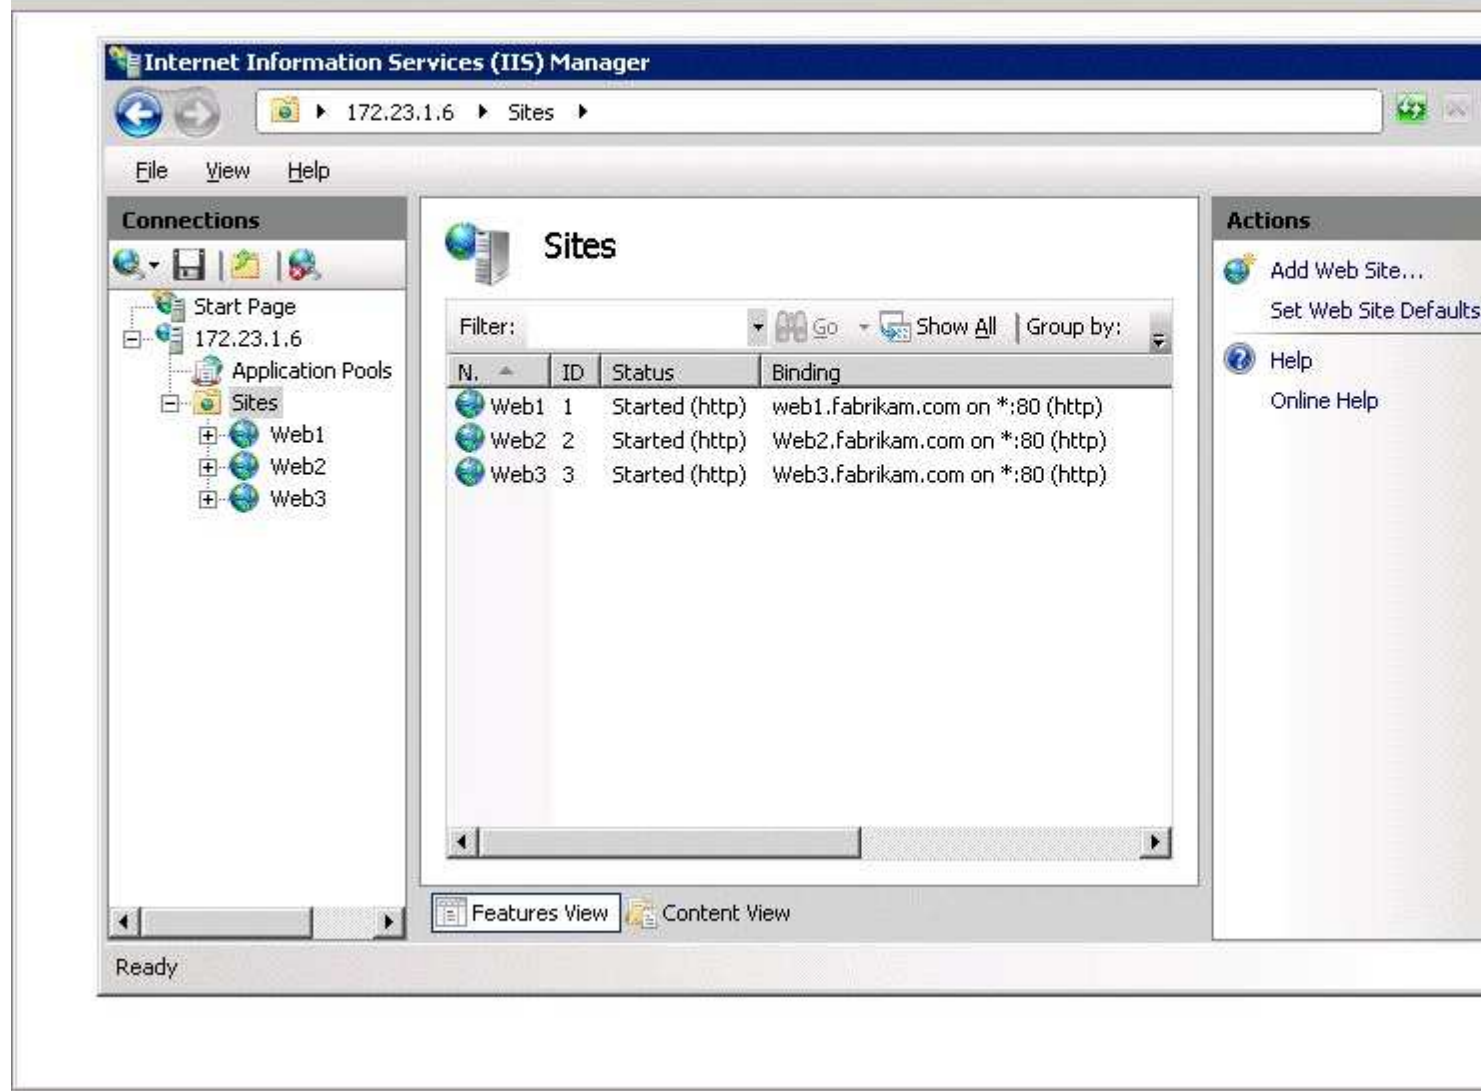 Internet Information Services (IIS) Manager
172.23.1.6 Sites
File View Help
Connections
Start Page
172.23.1.6
Application Pools
Sites
Web1
Web2
Web3
Sites
Filter: Go Show All Group by:
N. ID Status Binding
Web1 1 Started (http) web1.fabrikam.com on *:80 (http)
Web2 2 Started (http) Web2.fabrikam.com on *:80 (http)
Web3 3 Started (http) Web3.fabrikam.com on *:80 (http)
Features View Content View
Actions
Add Web Site...
Set Web Site Defaults
Help
Online Help
Ready